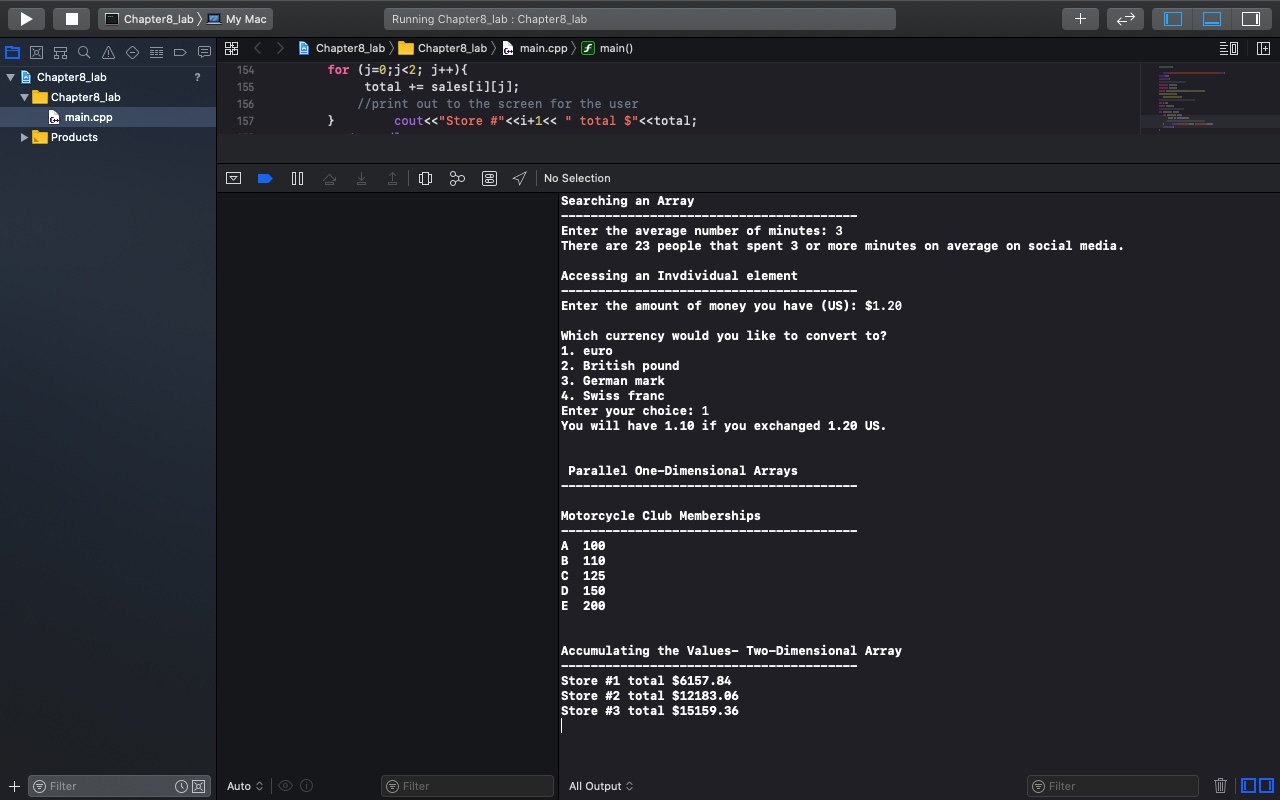 Chapter8_lab 〉 My Mac
Running Chapter8_lab : Chapter8_lab
Chapter8_lab 〉 Chapter8_lab 〉 main.cpp 〉 main()
Chapter8_lab ?
Chapter8_lab
main.cpp
Products
154 for (j=0;j<2; j++){
155 total += sales[i][j];
156 //print out to the screen for the user
157 } cout<<"Store #"<<i+1<< " total $"<<total;
No Selection
Searching an Array
----------------------------------------
Enter the average number of minutes: 3
There are 23 people that spent 3 or more minutes on average on social media.
Accessing an Invdividual element
----------------------------------------
Enter the amount of money you have (US): $1.20
Which currency would you like to convert to?
1. euro
2. British pound
3. German mark
4. Swiss franc
Enter your choice: 1
You will have 1.10 if you exchanged 1.20 US.
Parallel One-Dimensional Arrays
----------------------------------------
Motorcycle Club Memberships
----------------------------------------
A 100
B 110
C 125
D 150
E 200
Accumulating the Values- Two-Dimensional Array
----------------------------------------
Store #1 total $6157.84
Store #2 total $12183.06
Store #3 total $15159.36
Filter
Auto
Filter
All Output
Filter